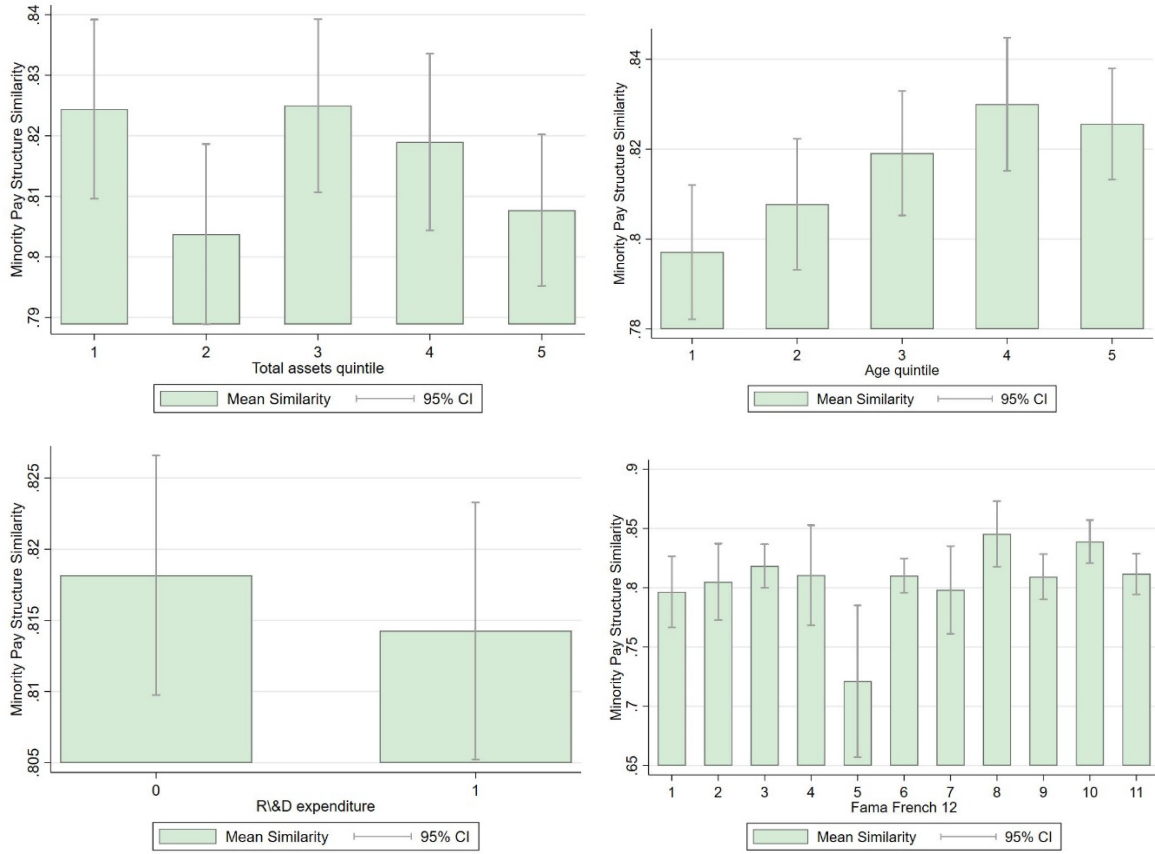 Minority Pay Structure Similarity
.84
.83
.82
.81
.8
.79
1 2 3 4 5
Total assets quintile
Mean Similarity 95% CI
Minority Pay Structure Similarity
.84
.82
.8
.78
1 2 3 4 5
Age quintile
Mean Similarity 95% CI
Minority Pay Structure Similarity
.825
.82
.815
.81
.805
0 1
R\&D expenditure
Mean Similarity 95% CI
Minority Pay Structure Similarity
.9
.85
.8
.75
.7
.65
1 2 3 4 5 6 7 8 9 10 11
Fama French 12
Mean Similarity 95% CI